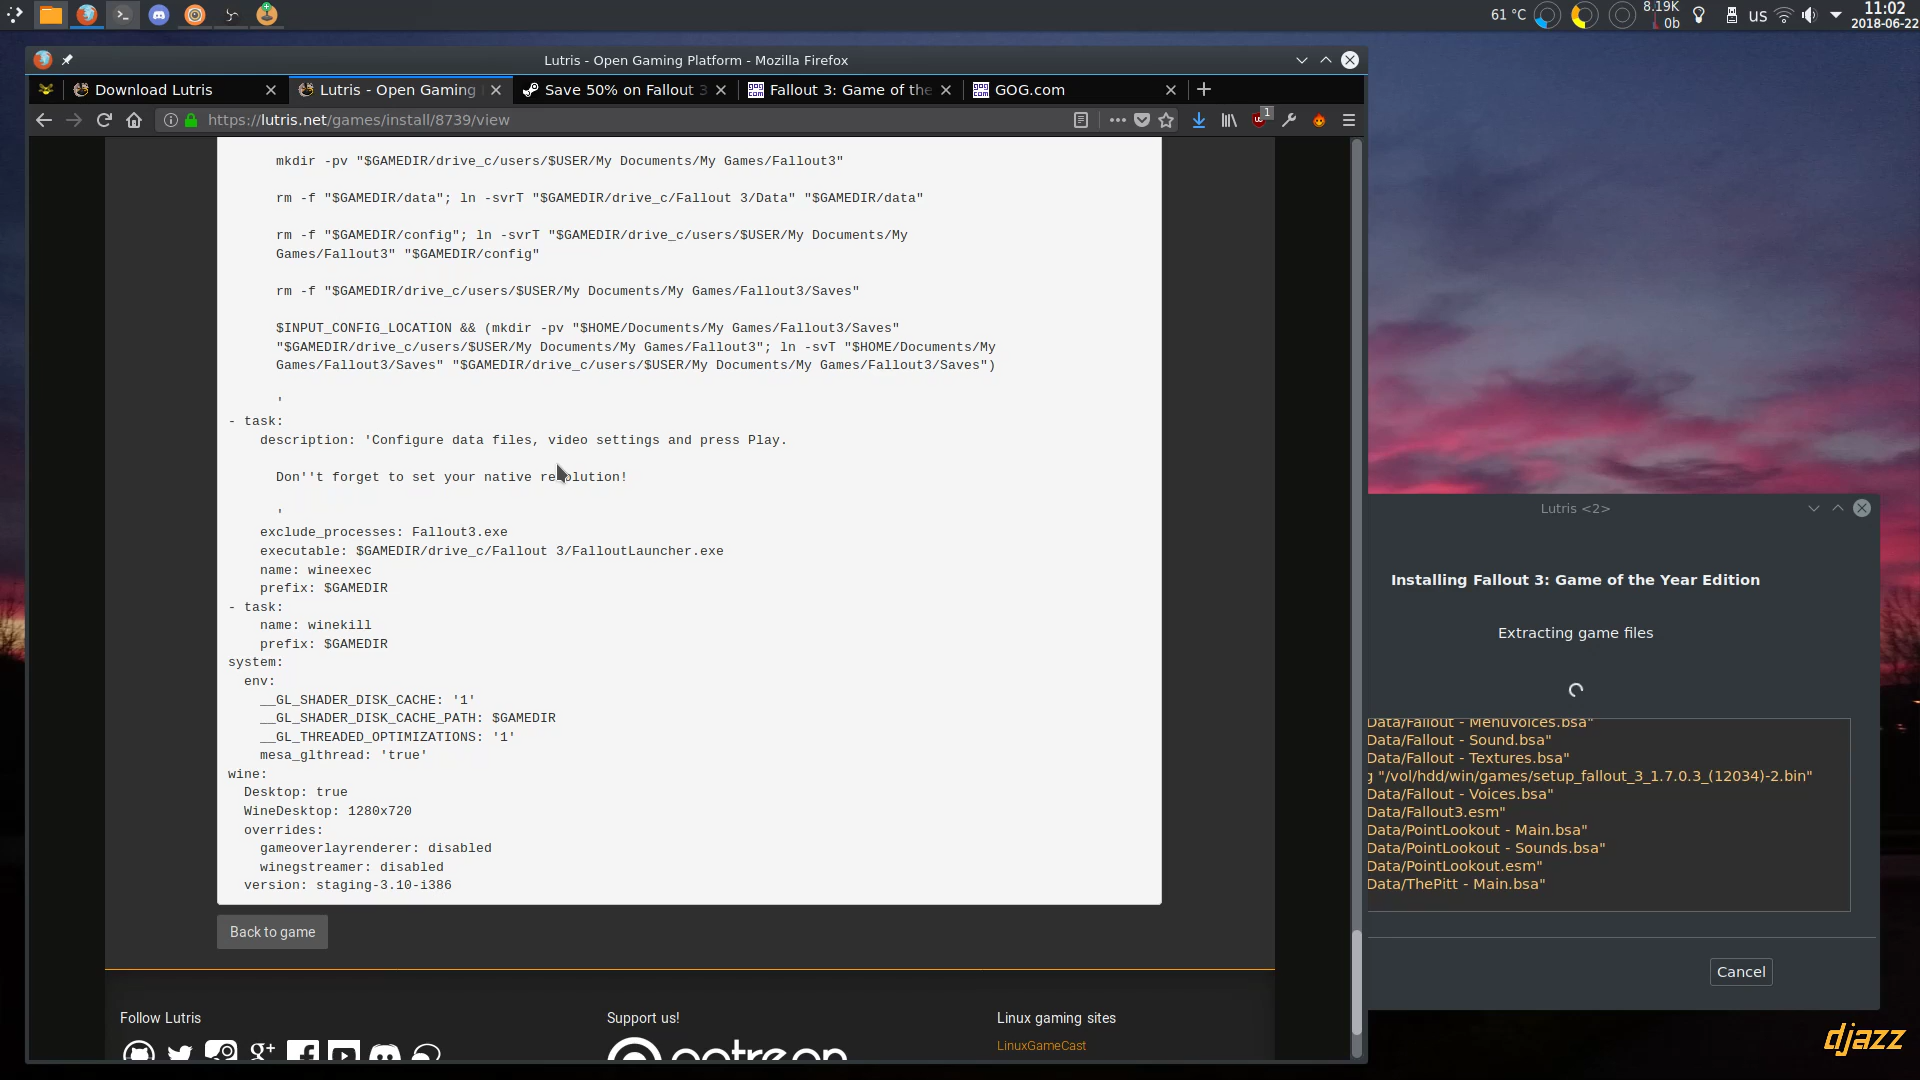 61 °C
8.19K
0b
us
11:02
2018-06-22
Lutris - Open Gaming Platform - Mozilla Firefox
Download Lutris
Lutris - Open Gaming
Save 50% on Fallout 3
Fallout 3: Game of the
GOG.com
https://lutris.net/games/install/8739/view
1
mkdir -pv "$GAMEDIR/drive_c/users/$USER/My Documents/My Games/Fallout3"
rm -f "$GAMEDIR/data"; ln -svrT "$GAMEDIR/drive_c/Fallout 3/Data" "$GAMEDIR/data"
rm -f "$GAMEDIR/config"; ln -svrT "$GAMEDIR/drive_c/users/$USER/My Documents/My
Games/Fallout3" "$GAMEDIR/config"
rm -f "$GAMEDIR/drive_c/users/$USER/My Documents/My Games/Fallout3/Saves"
$INPUT_CONFIG_LOCATION && (mkdir -pv "$HOME/Documents/My Games/Fallout3/Saves"
"$GAMEDIR/drive_c/users/$USER/My Documents/My Games/Fallout3"; ln -svT "$HOME/Documents/My
Games/Fallout3/Saves" "$GAMEDIR/drive_c/users/$USER/My Documents/My Games/Fallout3/Saves")
'
- task:
description: 'Configure data files, video settings and press Play.
Don''t forget to set your native resolution!
'
exclude_processes: Fallout3.exe
executable: $GAMEDIR/drive_c/Fallout 3/FalloutLauncher.exe
name: wineexec
prefix: $GAMEDIR
- task:
name: winekill
prefix: $GAMEDIR
system:
env:
__GL_SHADER_DISK_CACHE: '1'
__GL_SHADER_DISK_CACHE_PATH: $GAMEDIR
__GL_THREADED_OPTIMIZATIONS: '1'
mesa_glthread: 'true'
wine:
Desktop: true
WineDesktop: 1280x720
overrides:
gameoverlayrenderer: disabled
winegstreamer: disabled
version: staging-3.10-i386
Back to game
Follow Lutris
Support us!
Linux gaming sites
patreon
LinuxGameCast
Lutris <2>
Installing Fallout 3: Game of the Year Edition
Extracting game files
Data/Fallout - MenuVoices.bsa"
Data/Fallout - Sound.bsa"
Data/Fallout - Textures.bsa"
g "/vol/hdd/win/games/setup_fallout_3_1.7.0.3_(12034)-2.bin"
Data/Fallout - Voices.bsa"
Data/Fallout3.esm"
Data/PointLookout - Main.bsa"
Data/PointLookout - Sounds.bsa"
Data/PointLookout.esm"
Data/ThePitt - Main.bsa"
Cancel
djazz